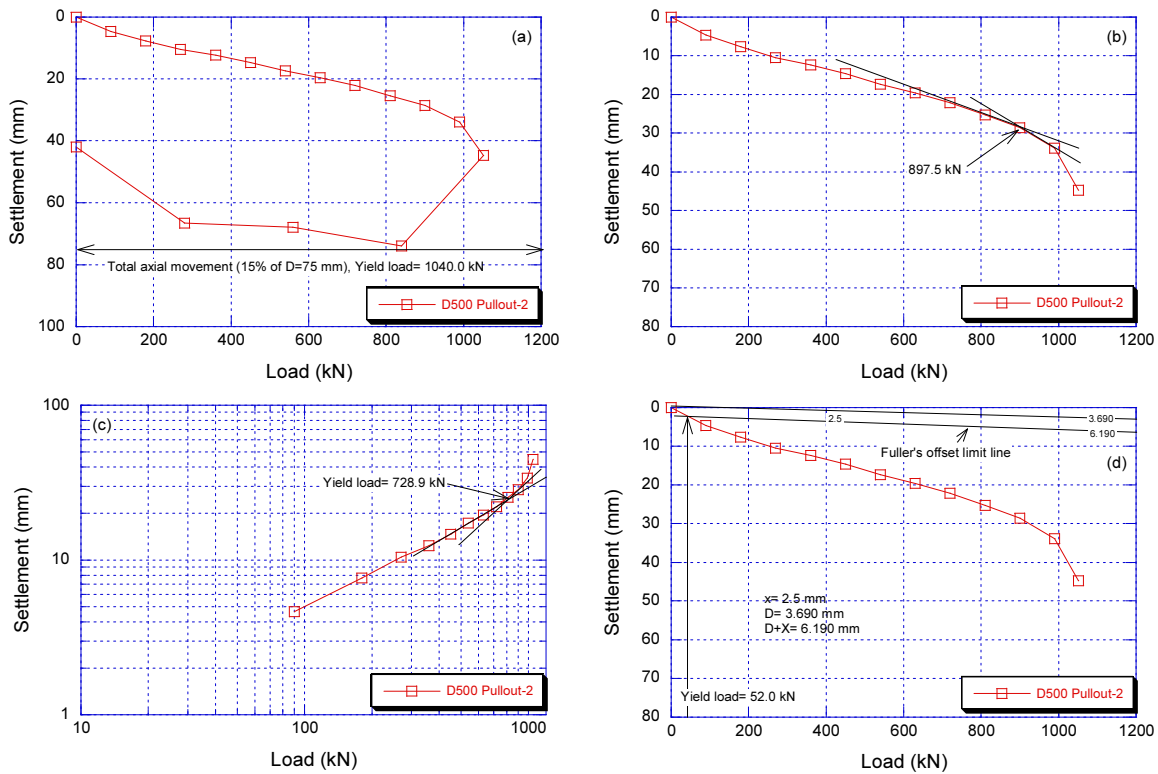 0
20
40
60
80
100
Settlement (mm)
(a)
Total axial movement (15% of D=75 mm), Yield load= 1040.0 kN
D500 Pullout-2
0 200 400 600 800 1000 1200
Load (kN)
0
10
20
30
40
50
60
70
80
Settlement (mm)
(b)
897.5 kN
D500 Pullout-2
0 200 400 600 800 1000 1200
Load (kN)
100
10
1
Settlement (mm)
(c)
Yield load= 728.9 kN
D500 Pullout-2
10 100 1000
Load (kN)
0
10
20
30
40
50
60
70
80
Settlement (mm)
2.5
3.690
6.190
Fuller's offset limit line
(d)
x= 2.5 mm
D= 3.690 mm
D+X= 6.190 mm
Yield load= 52.0 kN
D500 Pullout-2
0 200 400 600 800 1000 1200
Load (kN)